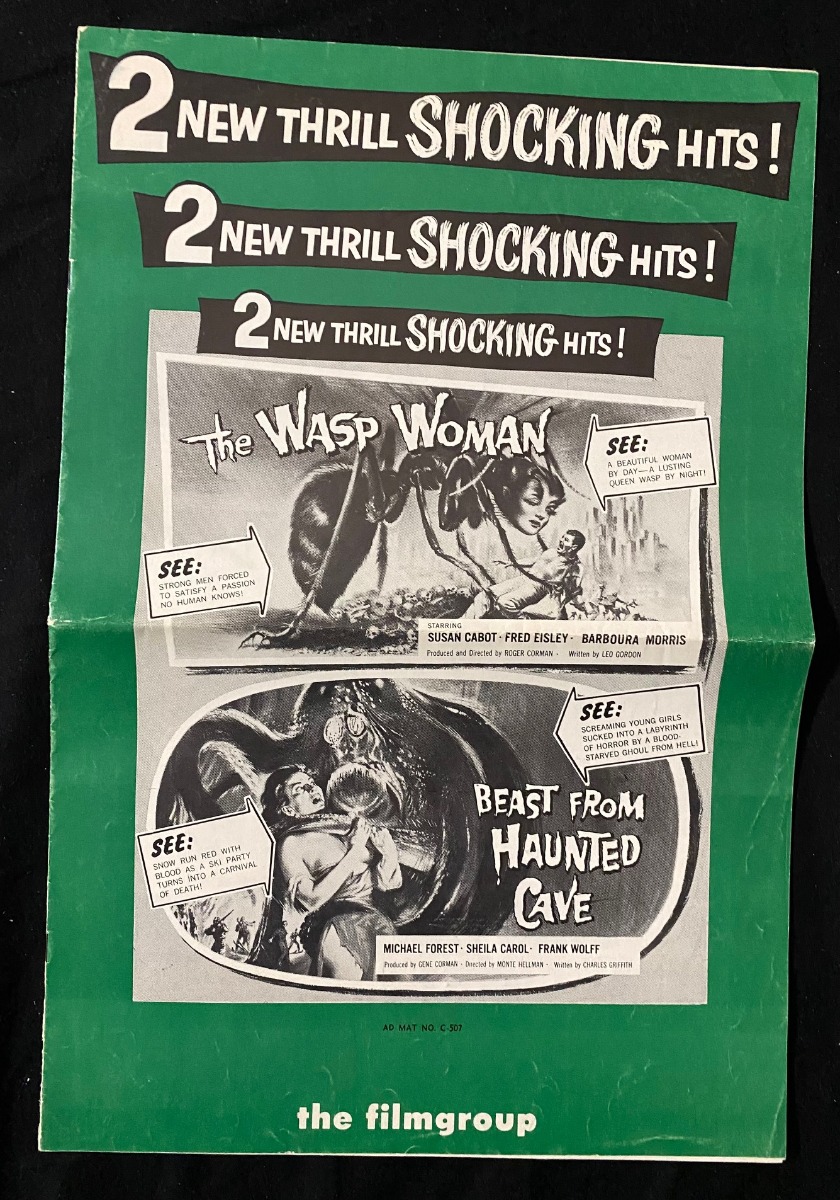 2 NEW THRILL SHOCKING HITS!
2 NEW THRILL SHOCKING HITS!
2 NEW THRILL SHOCKING HITS!
The WASP WOMAN
SEE:
A BEAUTIFUL WOMAN
BY DAY—A LUSTING
QUEEN WASP BY NIGHT!
SEE:
STRONG MEN FORCED
TO SATISFY A PASSION
NO HUMAN KNOWS!
STARRING
SUSAN CABOT · FRED EISLEY · BARBOURA MORRIS
Produced and Directed by ROGER CORMAN · Written by LEO GORDON
SEE:
SCREAMING YOUNG GIRLS
SUCKED INTO A LABYRINTH
OF HORROR BY A BLOOD-
STARVED GHOUL FROM HELL!
BEAST FROM
HAUNTED
CAVE
SEE:
SNOW RUN RED WITH
BLOOD AS A SKI PARTY
TURNS INTO A CARNIVAL
OF DEATH!
MICHAEL FOREST · SHEILA CAROL · FRANK WOLFF
Produced by GENE CORMAN · Directed by MONTE HELLMAN · Written by CHARLES GRIFFITH
AD MAT NO. C-507
the filmgroup